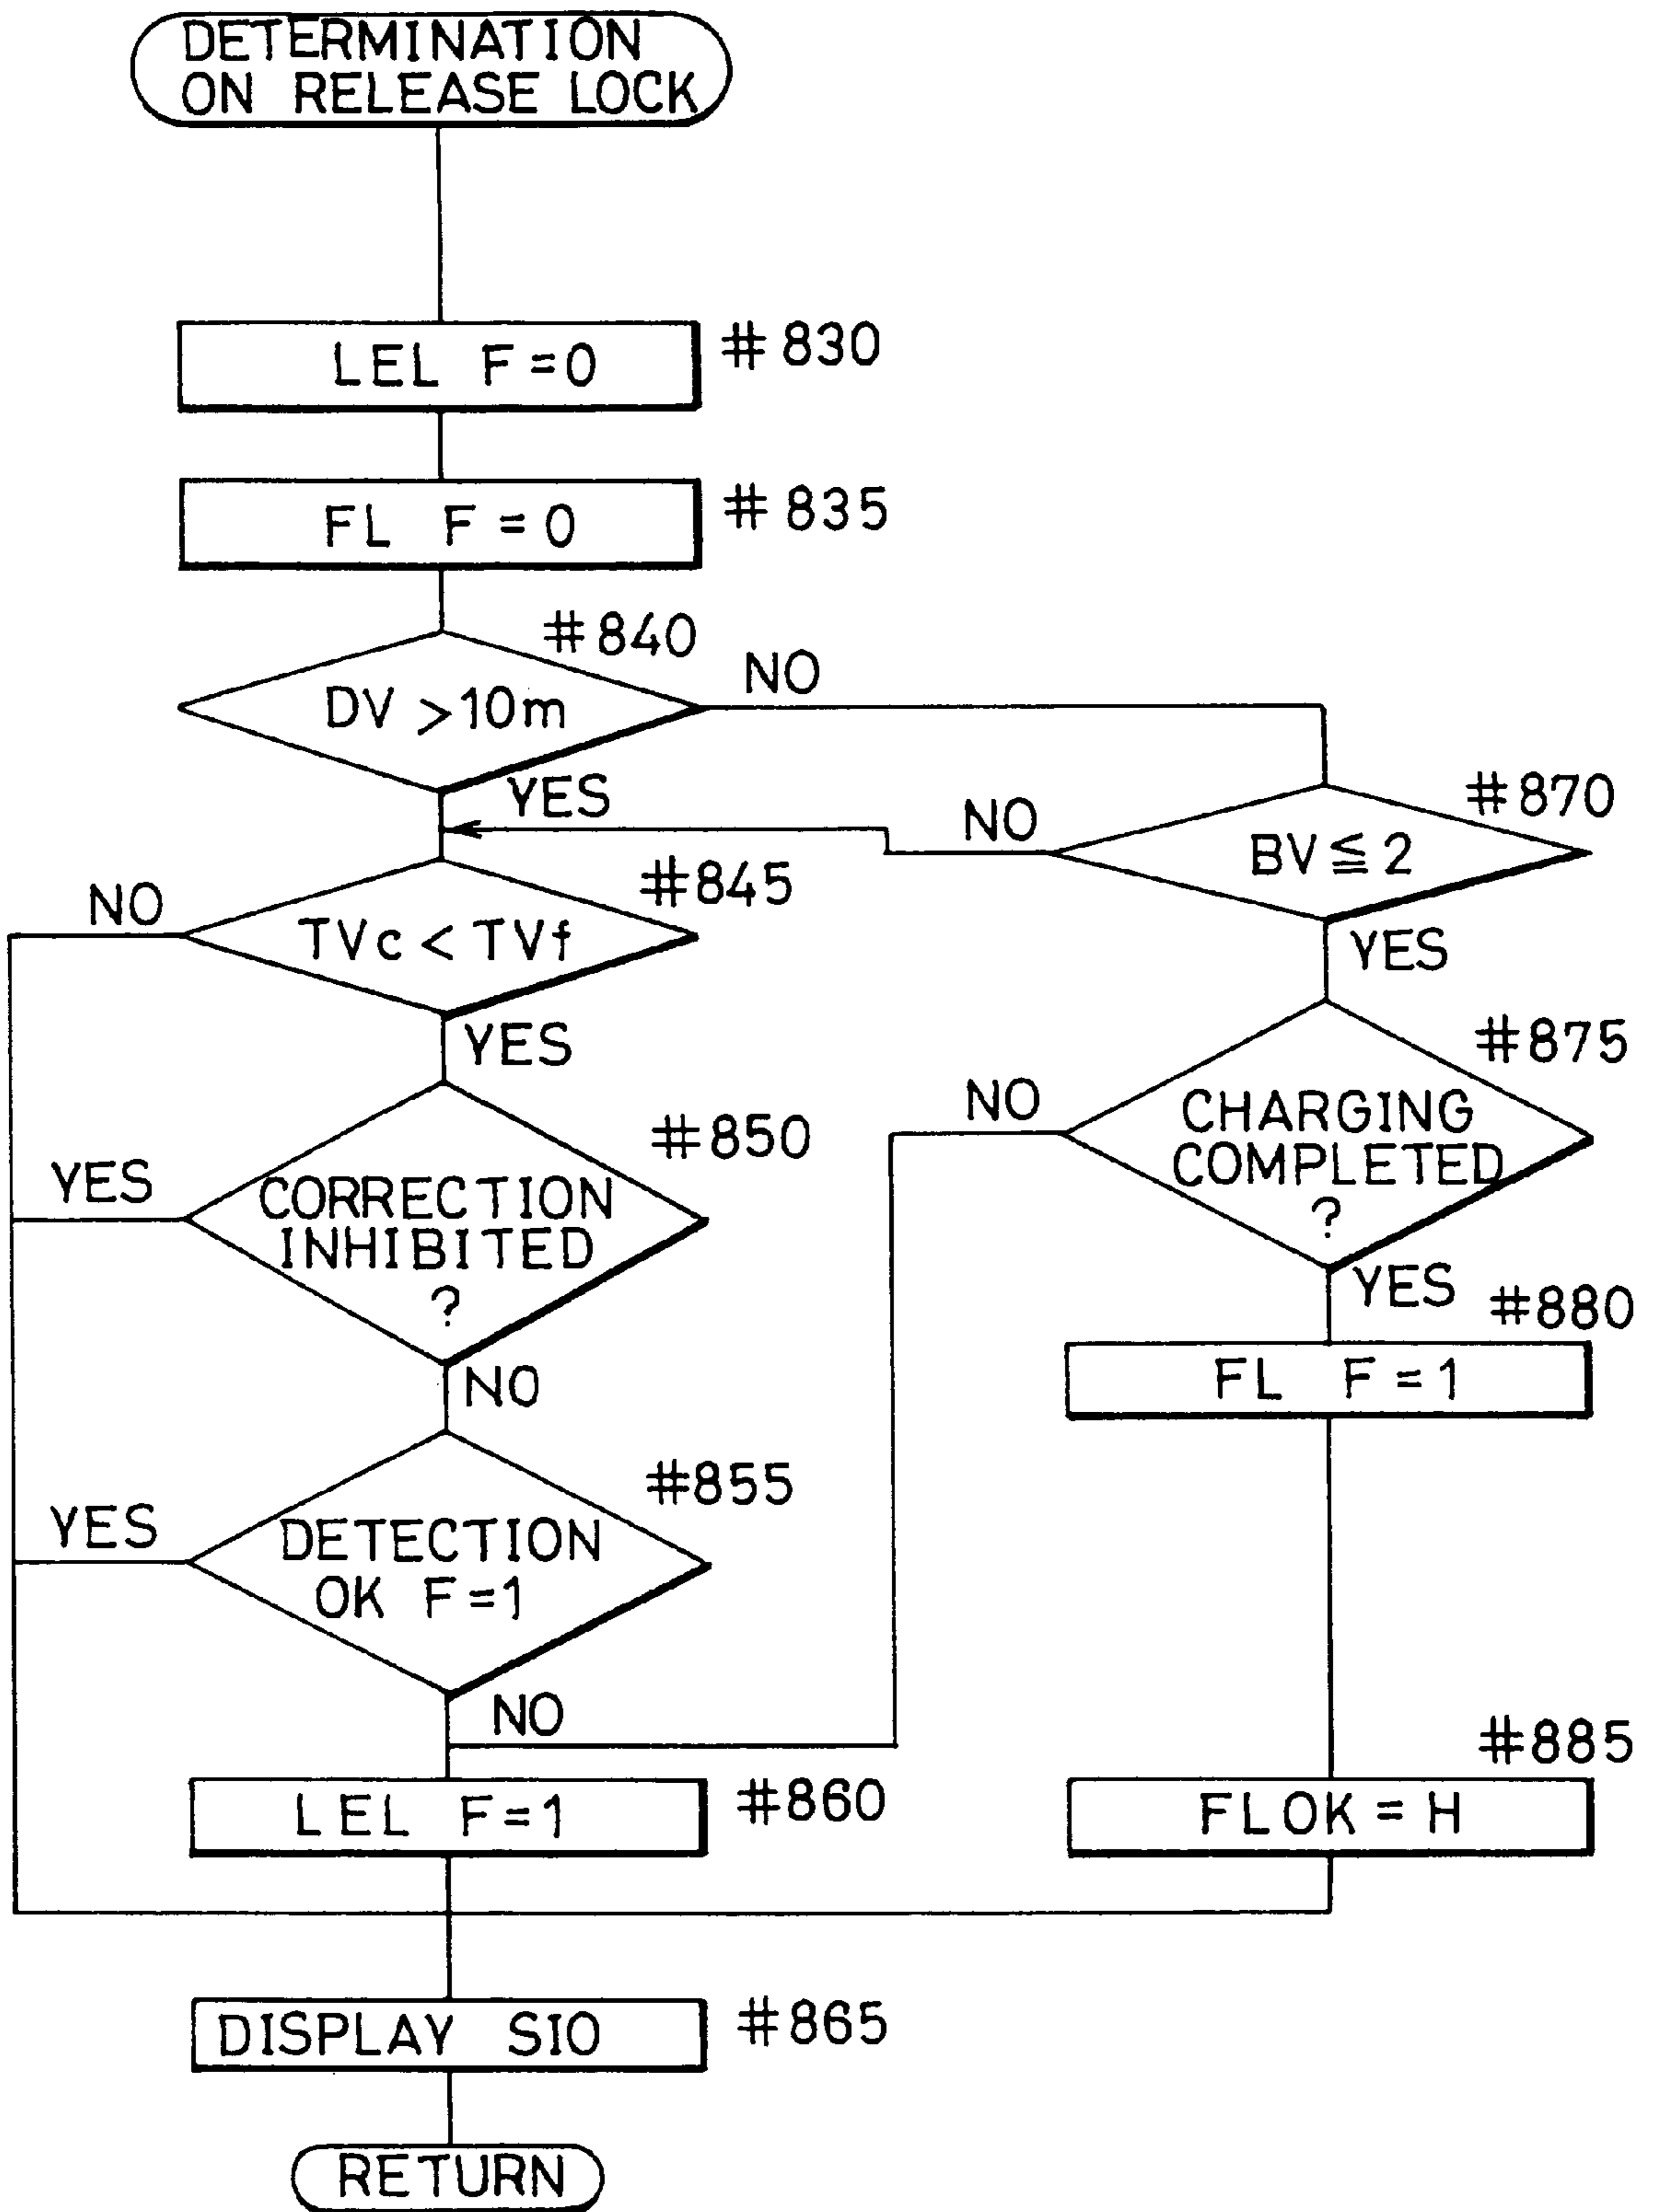 DETERMINATION
ON RELEASE LOCK
LEL F=0
#830
FL F=0
#835
#840
DV >10m
NO
YES
#870
NO
BV≦2
YES
#845
NO
TVc < TVf
YES
#875
NO
CHARGING
COMPLETED
?
YES
#850
YES
CORRECTION
INHIBITED
?
NO
#880
FL F=1
#855
YES
DETECTION
OK F=1
NO
#885
FLOK = H
LEL F=1
#860
DISPLAY SIO
#865
RETURN